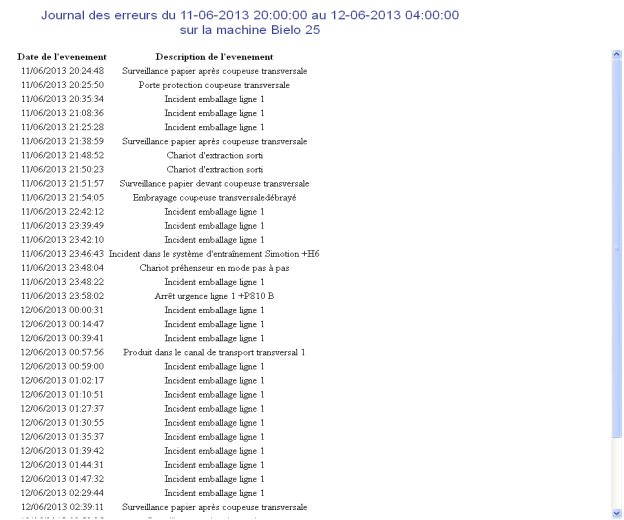 Journal des erreurs du 11-06-2013 20:00:00 au 12-06-2013 04:00:00
sur la machine Bielo 25
Date de l'evenement Description de l'evenement
11/06/2013 20:24:48 Surveillance papier après coupeuse transversale
11/06/2013 20:25:50 Porte protection coupeuse transversale
11/06/2013 20:35:34 Incident emballage ligne 1
11/06/2013 21:08:36 Incident emballage ligne 1
11/06/2013 21:25:28 Incident emballage ligne 1
11/06/2013 21:38:59 Surveillance papier après coupeuse transversale
11/06/2013 21:48:52 Chariot d'extraction sorti
11/06/2013 21:50:23 Chariot d'extraction sorti
11/06/2013 21:51:57 Surveillance papier devant coupeuse transversale
11/06/2013 21:54:05 Embrayage coupeuse transversaledébrayé
11/06/2013 22:42:12 Incident emballage ligne 1
11/06/2013 23:39:49 Incident emballage ligne 1
11/06/2013 23:42:10 Incident emballage ligne 1
11/06/2013 23:46:43 Incident dans le système d'entraînement Simotion +H6
11/06/2013 23:48:04 Chariot préhenseur en mode pas à pas
11/06/2013 23:48:22 Incident emballage ligne 1
11/06/2013 23:58:02 Arrêt urgence ligne 1 +P810 B
12/06/2013 00:00:31 Incident emballage ligne 1
12/06/2013 00:14:47 Incident emballage ligne 1
12/06/2013 00:39:41 Incident emballage ligne 1
12/06/2013 00:57:56 Produit dans le canal de transport transversal 1
12/06/2013 00:59:00 Incident emballage ligne 1
12/06/2013 01:02:17 Incident emballage ligne 1
12/06/2013 01:10:51 Incident emballage ligne 1
12/06/2013 01:27:37 Incident emballage ligne 1
12/06/2013 01:30:55 Incident emballage ligne 1
12/06/2013 01:35:37 Incident emballage ligne 1
12/06/2013 01:39:42 Incident emballage ligne 1
12/06/2013 01:44:31 Incident emballage ligne 1
12/06/2013 01:47:32 Incident emballage ligne 1
12/06/2013 02:29:44 Incident emballage ligne 1
12/06/2013 02:39:11 Surveillance papier après coupeuse transversale